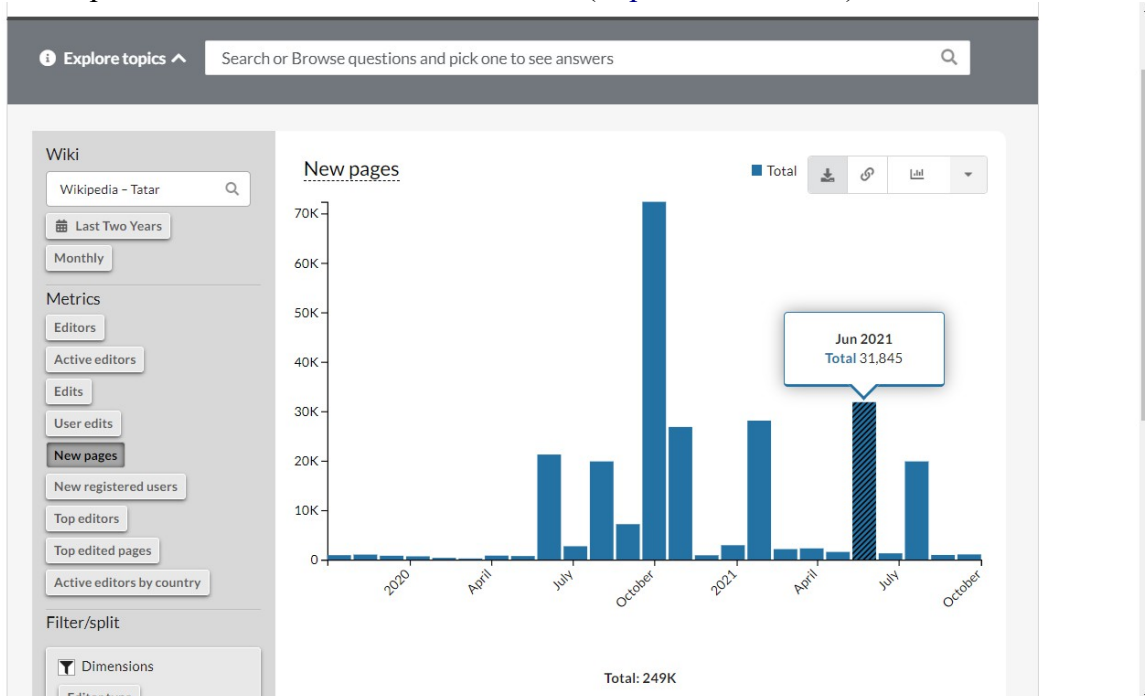 Explore topics
Search or Browse questions and pick one to see answers
Wiki
Wikipedia – Tatar
Last Two Years
Monthly
Metrics
Editors
Active editors
Edits
User edits
New pages
New registered users
Top editors
Top edited pages
Active editors by country
Filter/split
Dimensions
New pages
Total
70K
60K
50K
40K
30K
20K
10K
0
Jun 2021
Total 31,845
2020
April
July
October
2021
April
July
October
Total: 249K